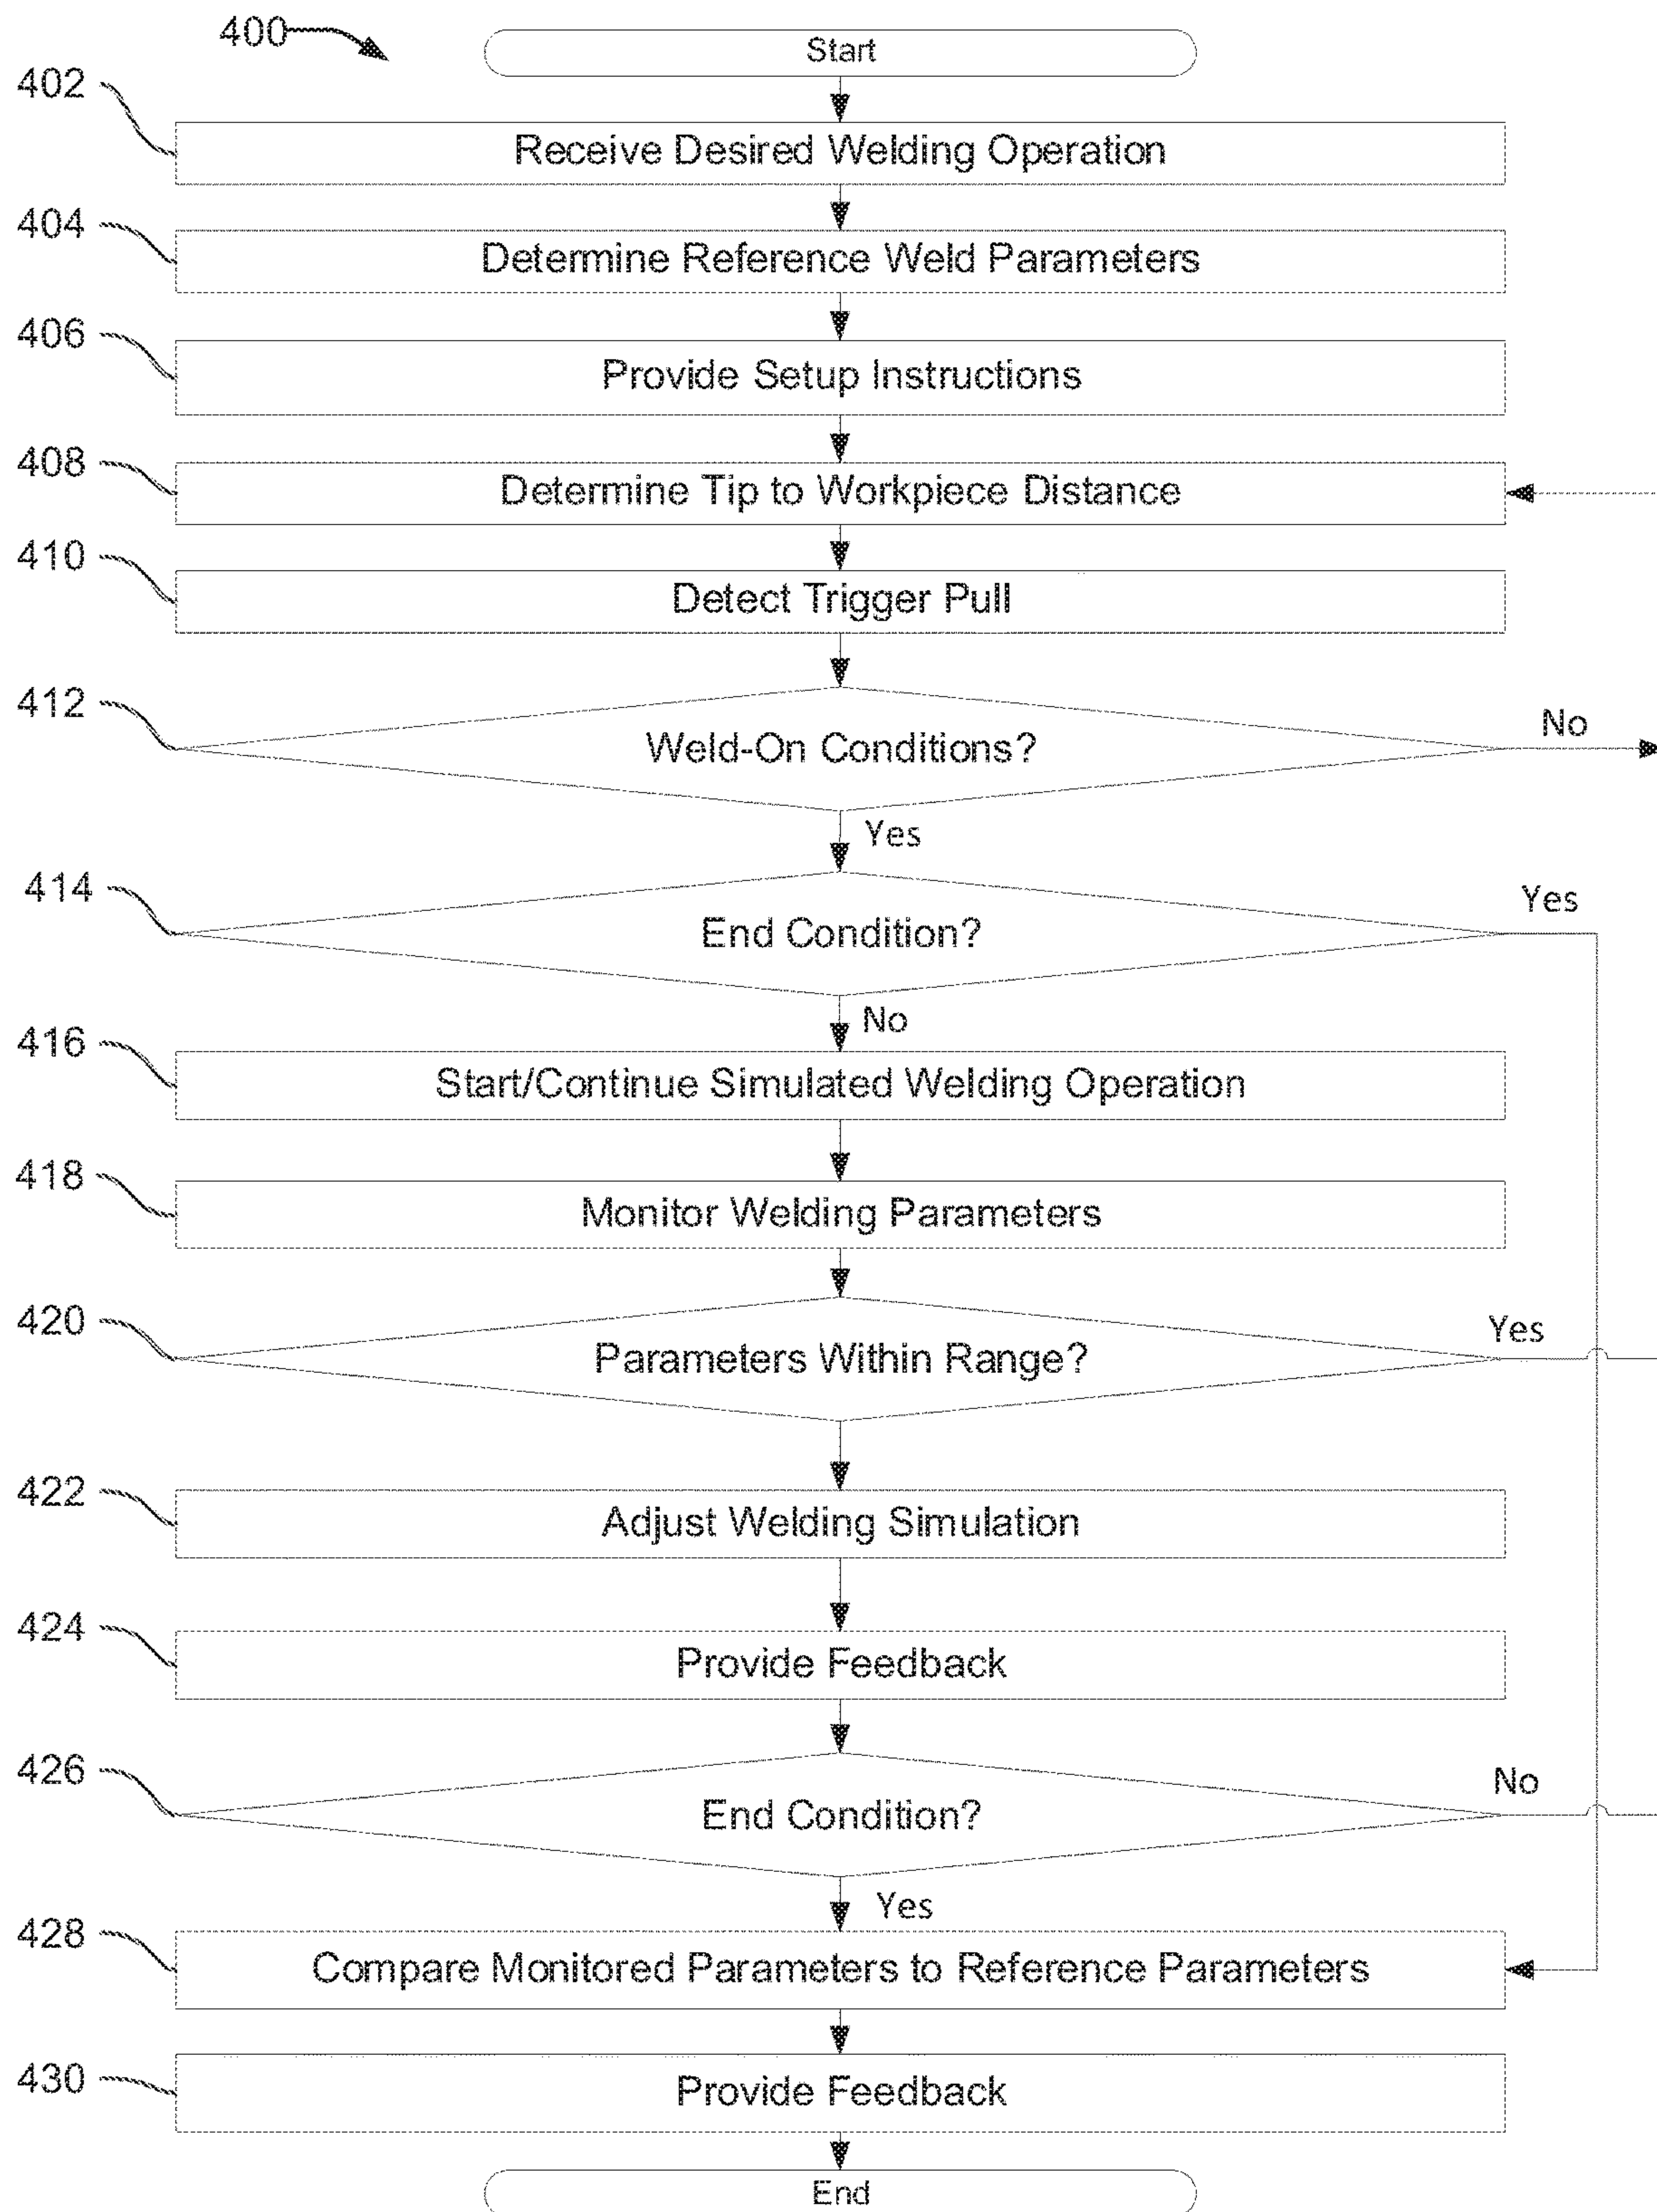 400
Start
402
Receive Desired Welding Operation
404
Determine Reference Weld Parameters
406
Provide Setup Instructions
408
Determine Tip to Workpiece Distance
410
Detect Trigger Pull
412
Weld-On Conditions?
No
Yes
414
End Condition?
Yes
No
416
Start/Continue Simulated Welding Operation
418
Monitor Welding Parameters
420
Parameters Within Range?
Yes
422
Adjust Welding Simulation
424
Provide Feedback
426
End Condition?
No
Yes
428
Compare Monitored Parameters to Reference Parameters
430
Provide Feedback
End